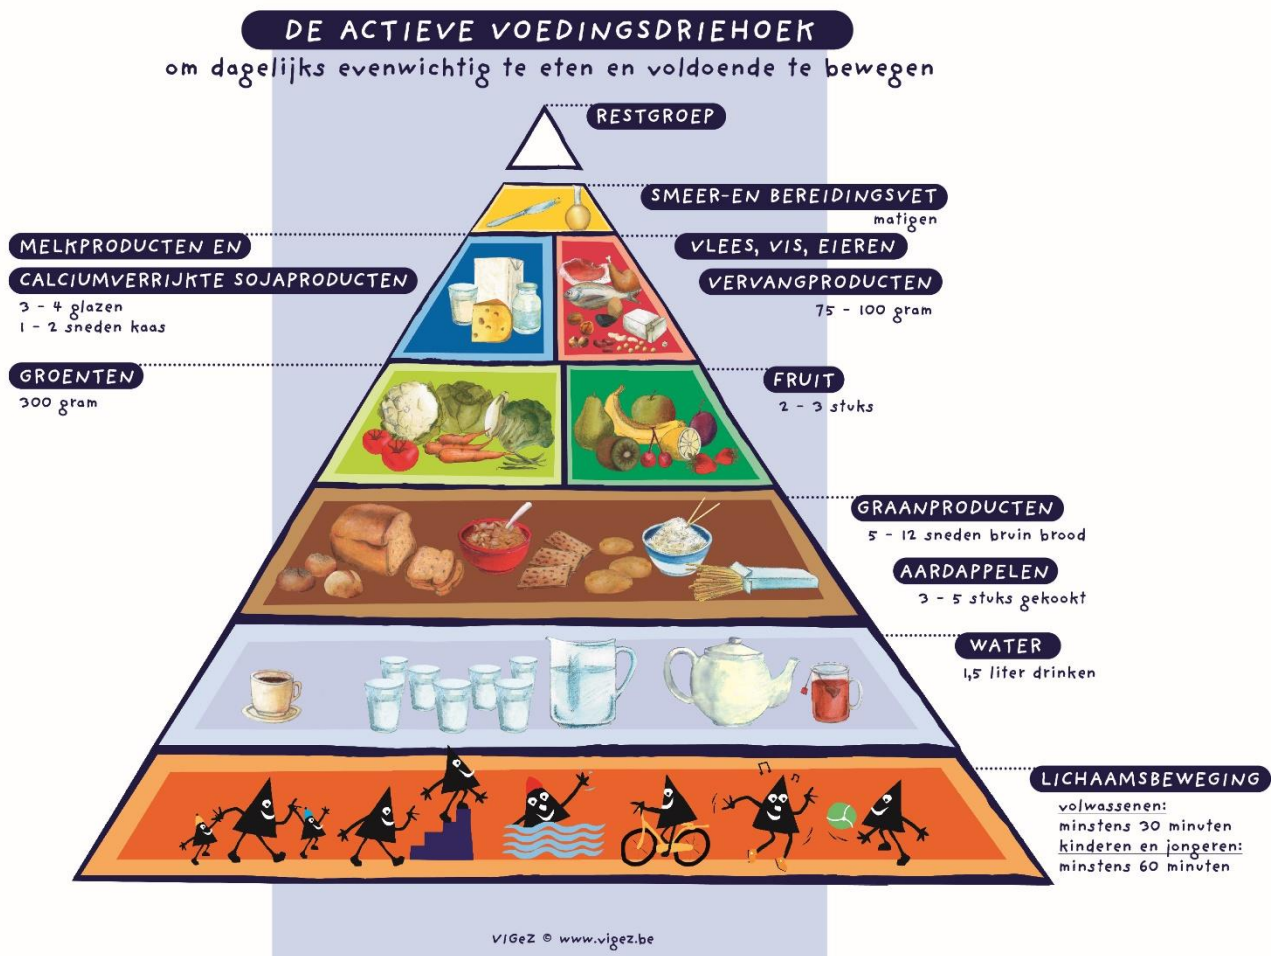 DE ACTIEVE VOEDINGSDRIEHOEK
om dagelijks evenwichtig te eten en voldoende te bewegen
RESTGROEP
SMEER-EN BEREIDINGSVET
matigen
MELKPRODUCTEN EN
CALCIUMVERRIJKTE SOJAPRODUCTEN
3 - 4 glazen
1 - 2 sneden kaas
VLEES, VIS, EIEREN
VERVANGPRODUCTEN
75 - 100 gram
GROENTEN
300 gram
FRUIT
2 - 3 stuks
GRAANPRODUCTEN
5 - 12 sneden bruin brood
AARDAPPELEN
3 - 5 stuks gekookt
WATER
1,5 liter drinken
LICHAAMSBEWEGING
volwassenen:
minstens 30 minuten
kinderen en jongeren:
minstens 60 minuten
VIGeZ © www.vigez.be